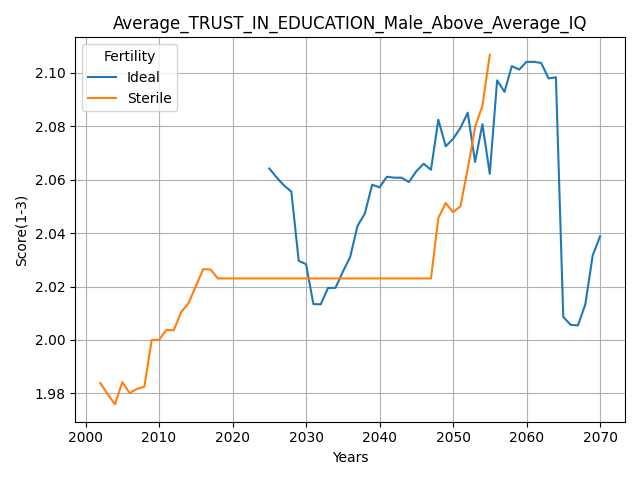 Average_TRUST_IN_EDUCATION_Male_Above_Average_IQ
Fertility
Ideal
Sterile
Score(1-3)
2.10
2.08
2.06
2.04
2.02
2.00
1.98
2000 2010 2020 2030 2040 2050 2060 2070
Years